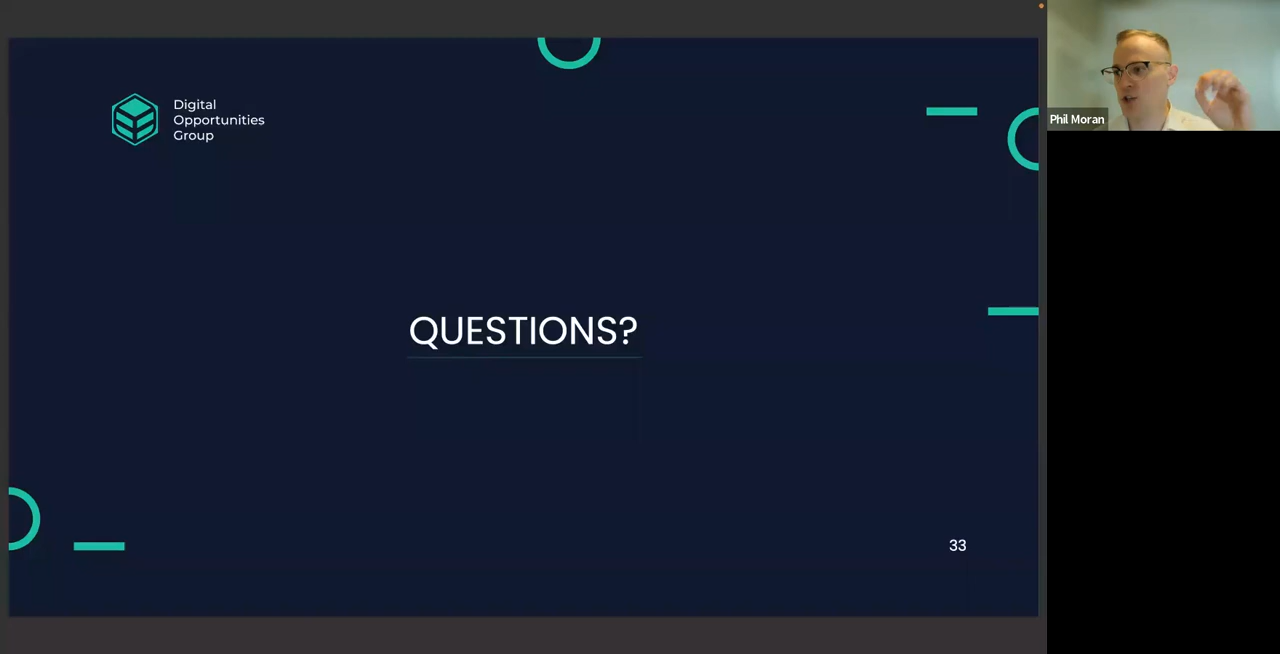 Digital
Opportunities
Group
Phil Moran
QUESTIONS?
33